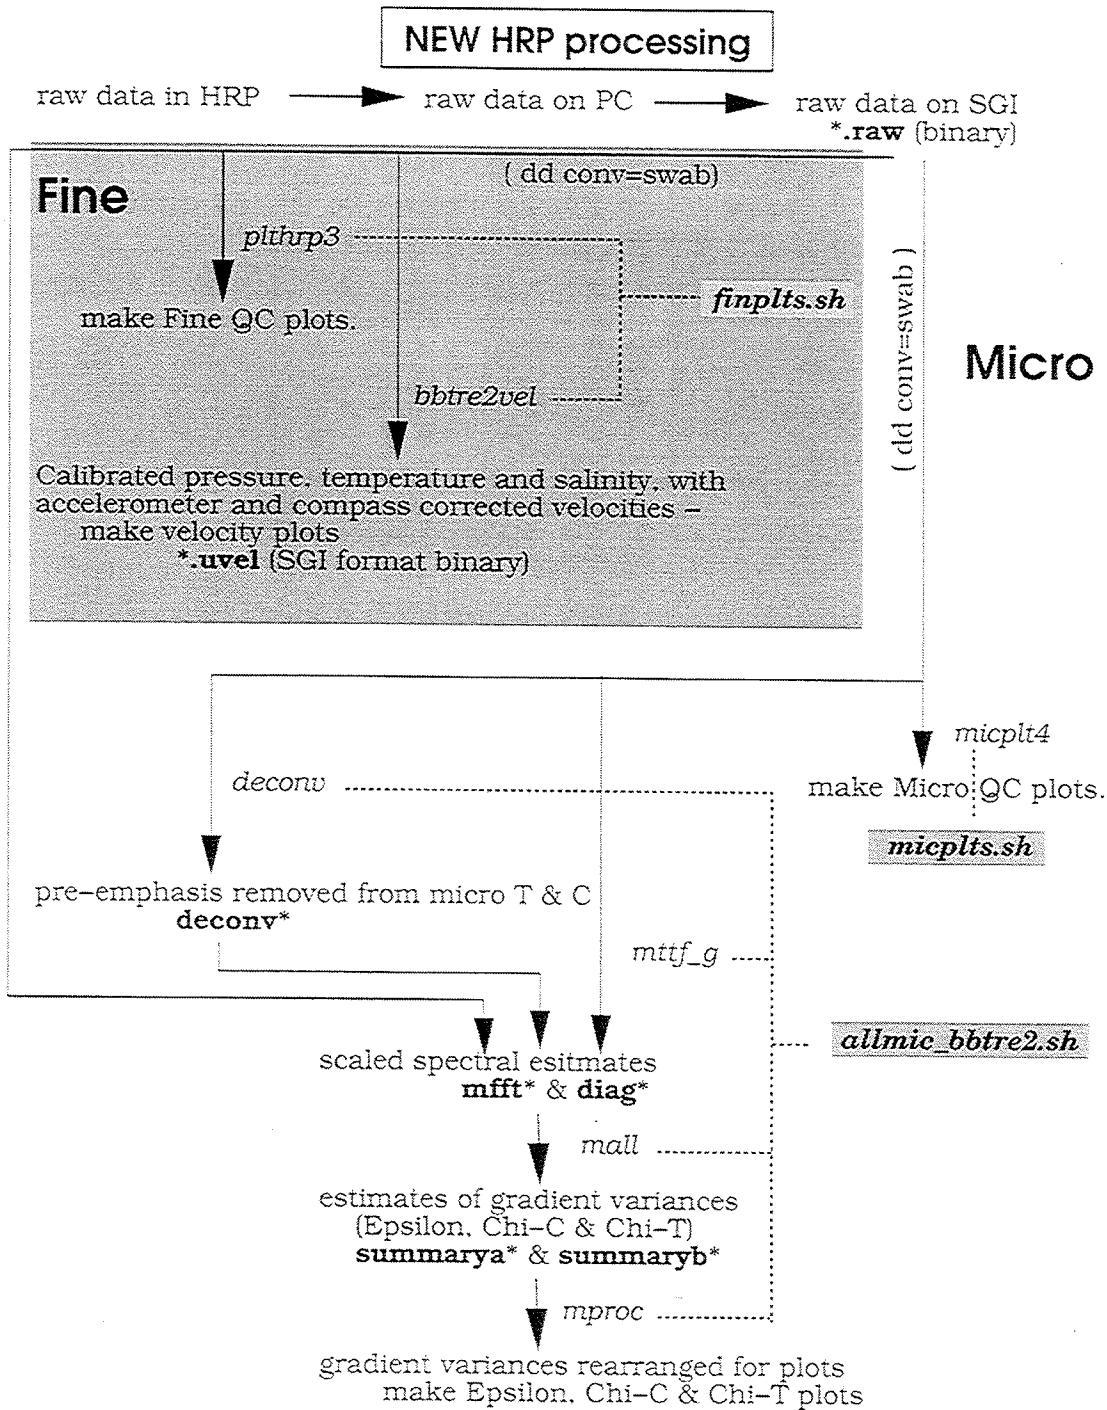 NEW HRP processing
raw data in HRP
raw data on PC
raw data on SGI
*.raw (binary)
( dd conv=swab)
Fine
plthrp3
finplts.sh
make Fine QC plots.
( dd conv=swab )
Micro
bbtre2vel
Calibrated pressure, temperature and salinity, with
accelerometer and compass corrected velocities –
make velocity plots
*.uvel (SGI format binary)
micplt4
deconv
make Micro QC plots.
micplts.sh
pre–emphasis removed from micro T & C
deconv*
mttf_g
allmic_bbtre2.sh
scaled spectral esitmates
mfft* & diag*
mall
estimates of gradient variances
(Epsilon, Chi–C & Chi–T)
summarya* & summaryb*
mproc
gradient variances rearranged for plots
make Epsilon, Chi–C & Chi–T plots